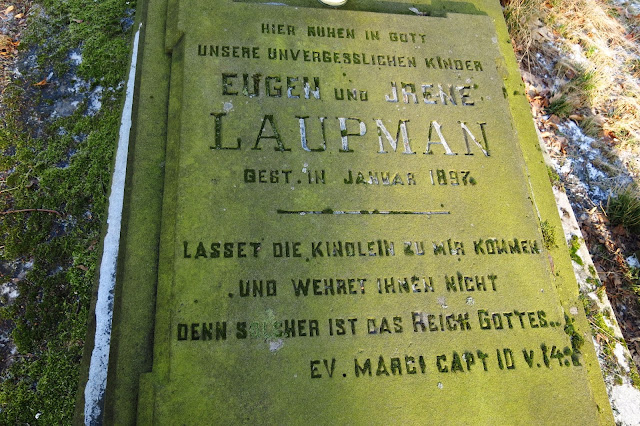 HIER RUHEN IN GOTT
UNSERE UNVERGESSLICHEN KINDER
EUGEN UND JRENE
LAUPMAN
GEST. IN JANUAR 1897.
LASSET DIE KINDLEIN ZU MIR KOMMEN
UND WEHRET IHNEN NICHT
DENN SOLCHER IST DAS REICH GOTTES..
EV. MARCI CAPT 10 V. 14.